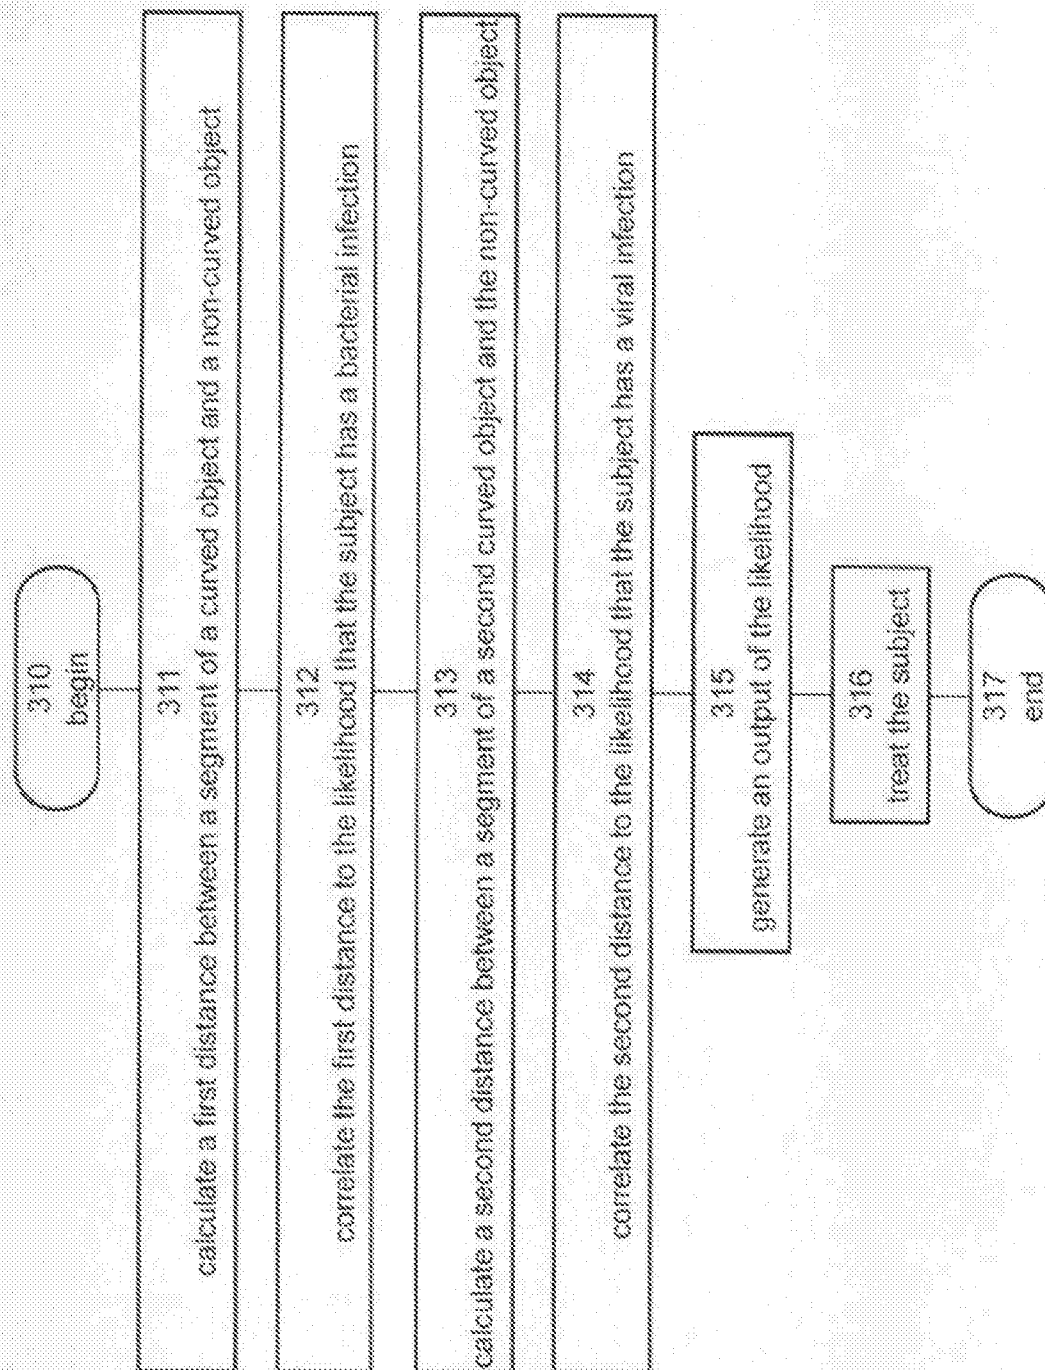 310
begin
311
calculate a first distance between a segment of a curved object and a non-curved object
312
correlate the first distance to the likelihood that the subject has a bacterial infection
313
calculate a second distance between a segment of a second curved object and the non-curved object
314
correlate the second distance to the likelihood that the subject has a viral infection
315
generate an output of the likelihood
316
treat the subject
317
end